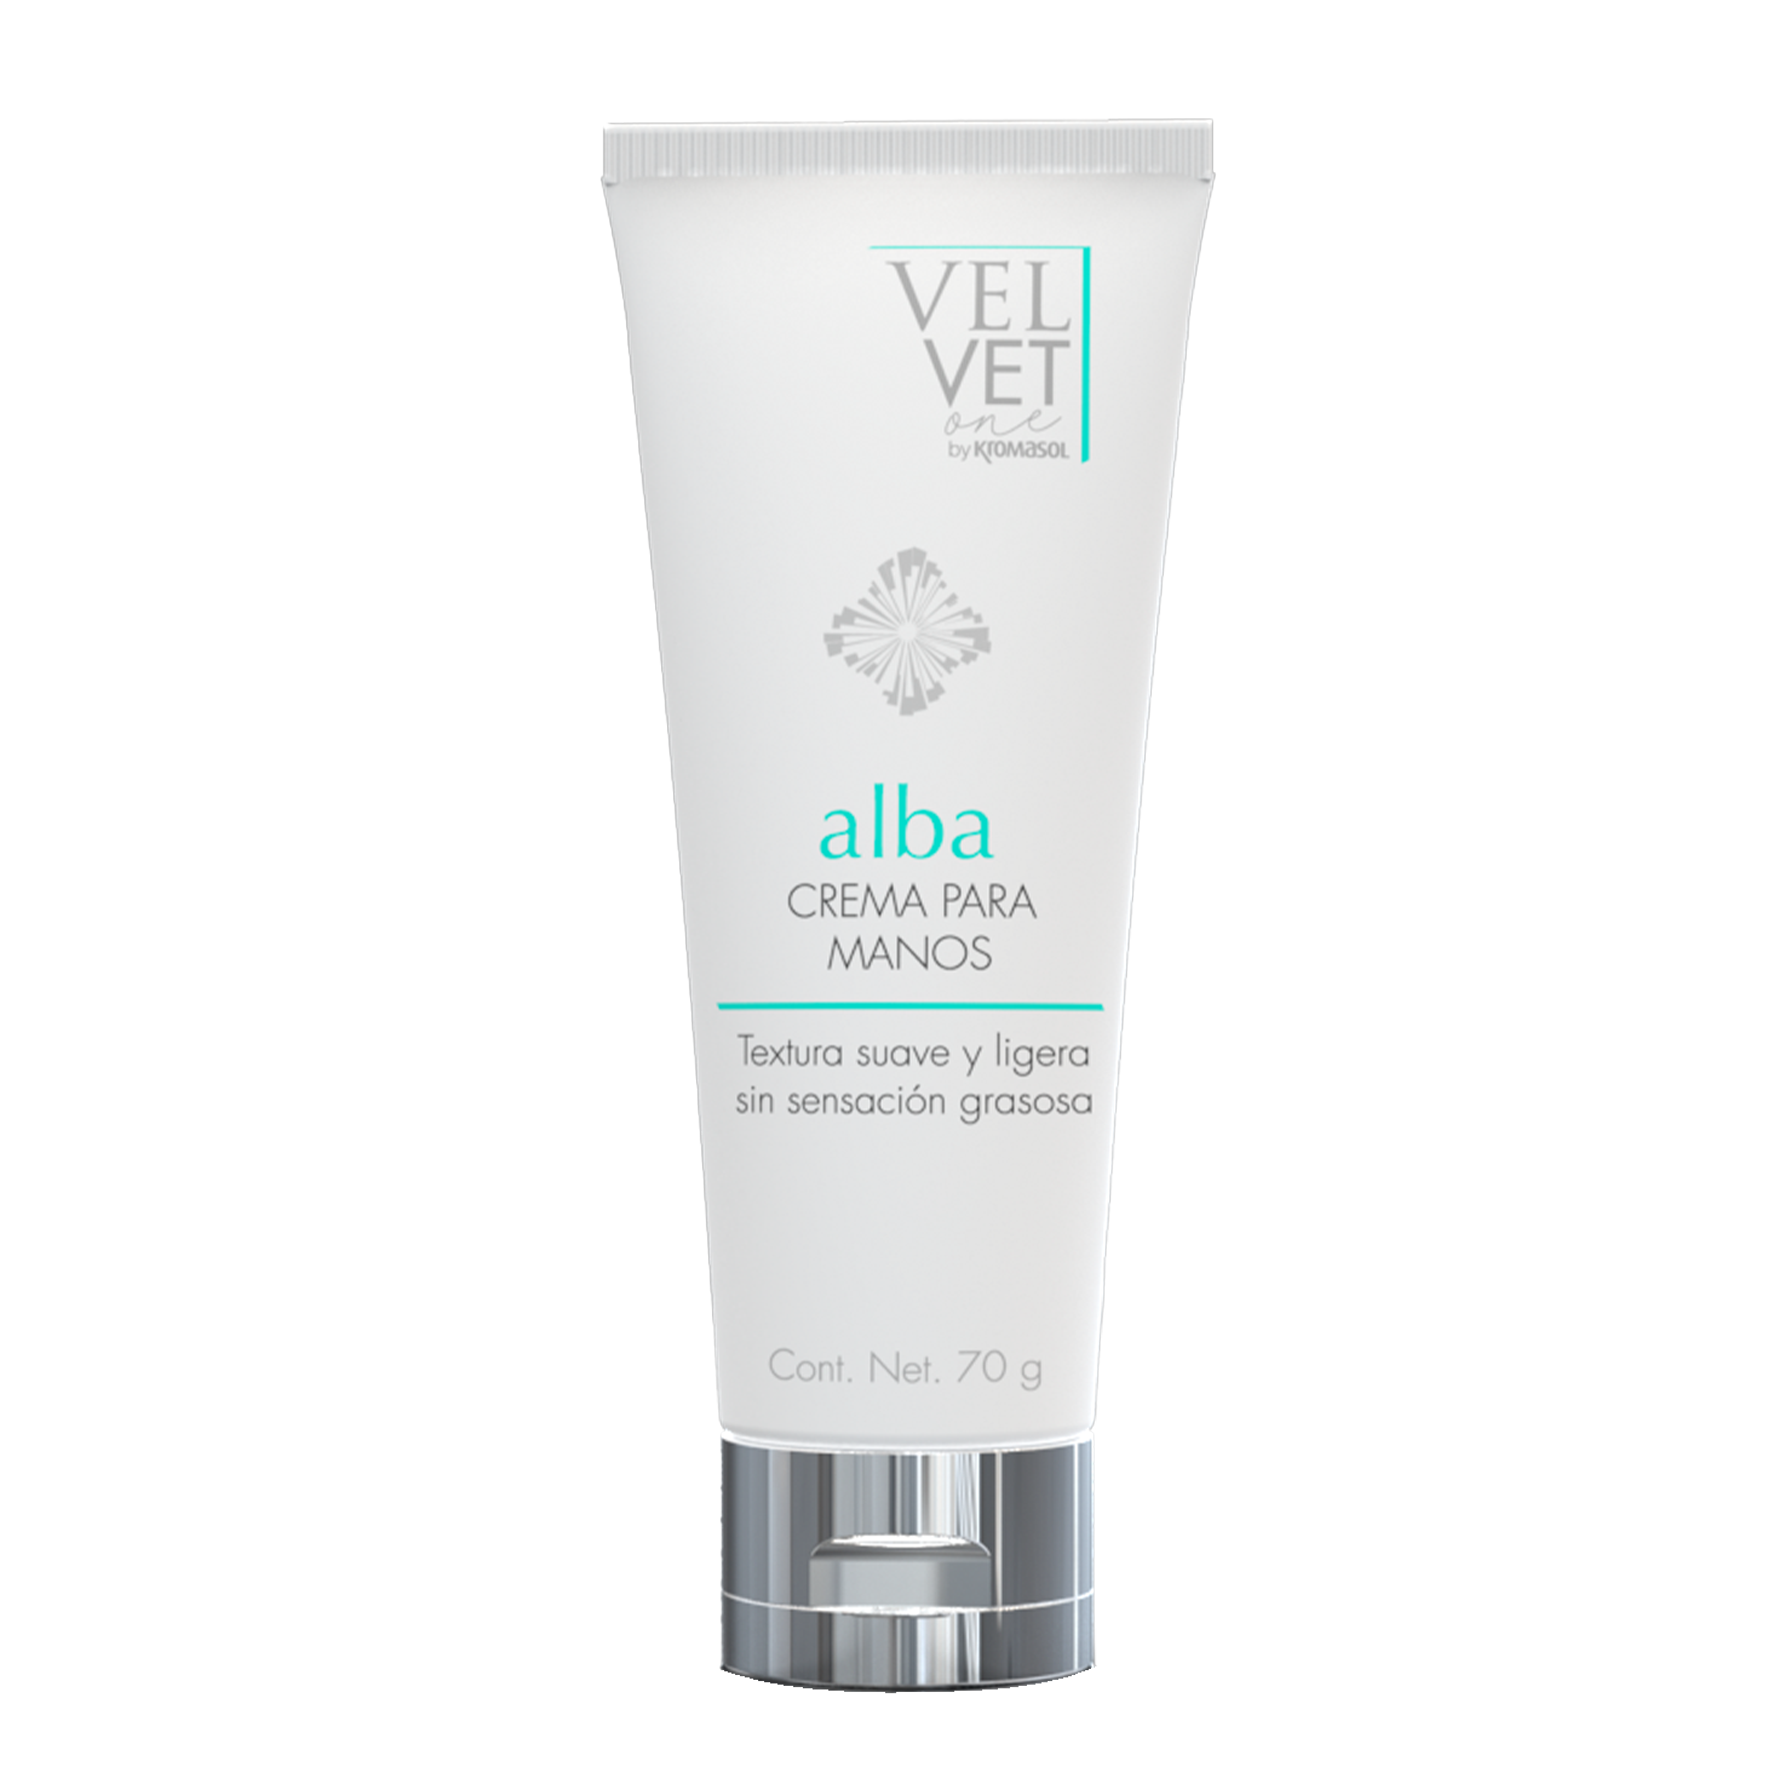 VEL
VET
one
by KROMASOL
alba
CREMA PARA
MANOS
Textura suave y ligera
sin sensación grasosa
Cont. Net. 70 g